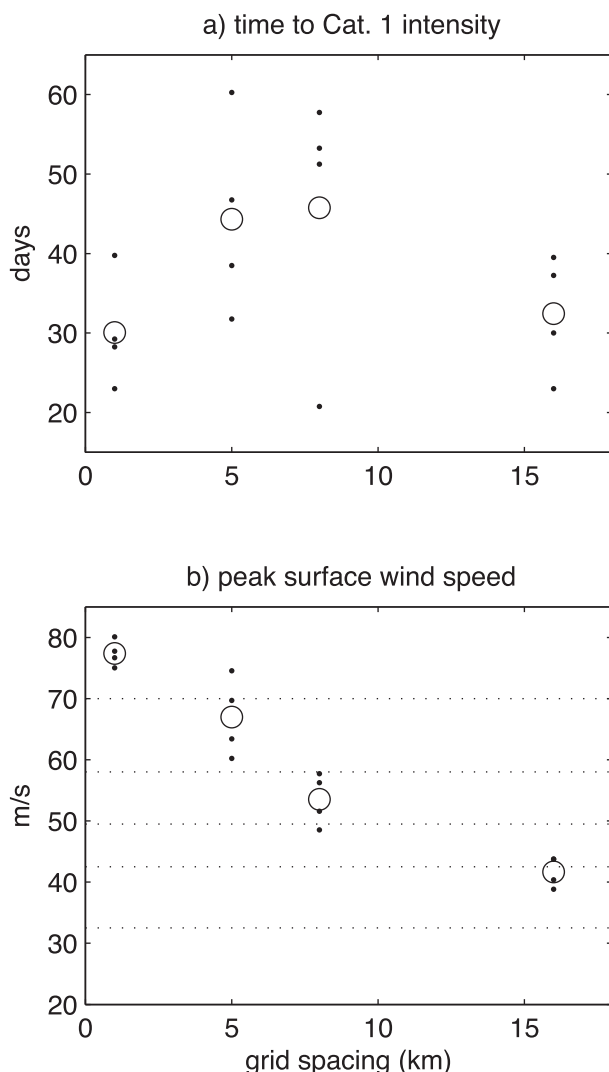 a) time to Cat. 1 intensity
60
50
40
30
20
days
0 5 10 15
b) peak surface wind speed
80
70
60
50
40
30
20
m/s
0 5 10 15
grid spacing (km)